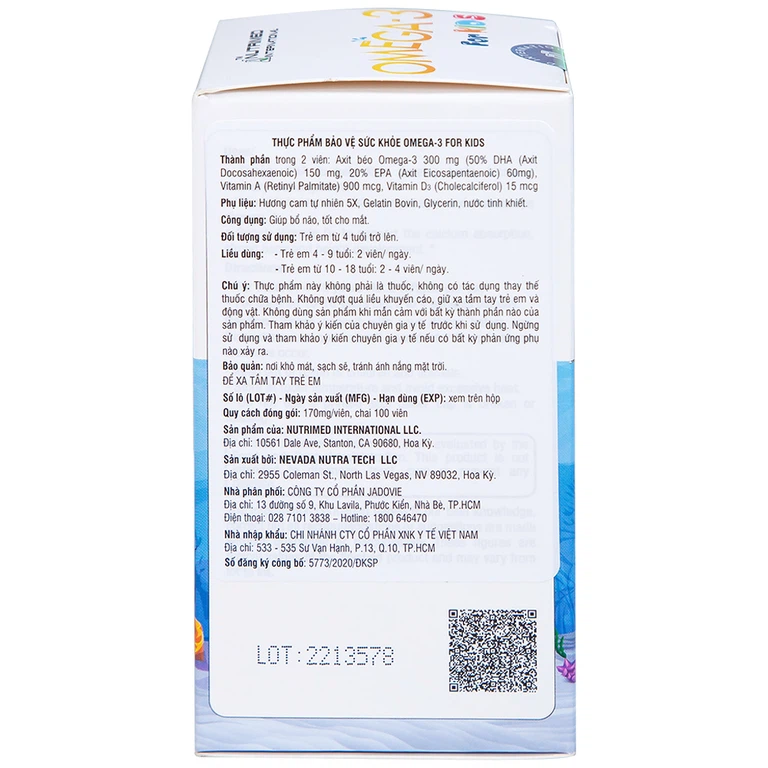 NUTRIMED
INTERNATIONAL
OMEGA-3
FOR KIDS
THỰC PHẨM BẢO VỆ SỨC KHỎE OMEGA-3 FOR KIDS
Thành phần trong 2 viên: Axit béo Omega-3 300 mg (50% DHA (Axit
Docosahexaenoic) 150 mg, 20% EPA (Axit Eicosapentaenoic) 60mg),
Vitamin A (Retinyl Palmitate) 900 mcg, Vitamin D3 (Cholecalciferol) 15 mcg
Phụ liệu: Hương cam tự nhiên 5X, Gelatin Bovin, Glycerin, nước tinh khiết.
Công dụng: Giúp bổ não, tốt cho mắt.
Đối tượng sử dụng: Trẻ em từ 4 tuổi trở lên.
Liều dùng: - Trẻ em 4 - 9 tuổi: 2 viên/ ngày.
- Trẻ em từ 10 - 18 tuổi: 2 - 4 viên/ ngày.
Chú ý: Thực phẩm này không phải là thuốc, không có tác dụng thay thế
thuốc chữa bệnh. Không vượt quá liều khuyến cáo, giữ xa tầm tay trẻ em và
động vật. Không dùng sản phẩm khi mẫn cảm với bất kỳ thành phần nào của
sản phẩm. Tham khảo ý kiến của chuyên gia y tế trước khi sử dụng. Ngừng
sử dụng và tham khảo ý kiến chuyên gia y tế nếu có bất kỳ phản ứng phụ
nào xảy ra.
Bảo quản: nơi khô mát, sạch sẽ, tránh ánh nắng mặt trời.
ĐỂ XA TẦM TAY TRẺ EM
Số lô (LOT#) - Ngày sản xuất (MFG) - Hạn dùng (EXP): xem trên hộp
Quy cách đóng gói: 170mg/viên, chai 100 viên
Sản phẩm của: NUTRIMED INTERNATIONAL LLC.
Địa chỉ: 10561 Dale Ave, Stanton, CA 90680, Hoa Kỳ.
Sản xuất bởi: NEVADA NUTRA TECH LLC
Địa chỉ: 2955 Coleman St., North Las Vegas, NV 89032, Hoa Kỳ.
Nhà phân phối: CÔNG TY CỔ PHẦN JADOVIE
Địa chỉ: 13 đường số 9, Khu Lavila, Phước Kiển, Nhà Bè, TP.HCM
Điện thoại: 028 7101 3838 – Hotline: 1800 646470
Nhà nhập khẩu: CHI NHÁNH CTY CỔ PHẦN XNK Y TẾ VIỆT NAM
Địa chỉ: 533 - 535 Sư Vạn Hạnh, P.13, Q.10, TP.HCM
Số đăng ký công bố: 5773/2020/ĐKSP
LOT:2213578